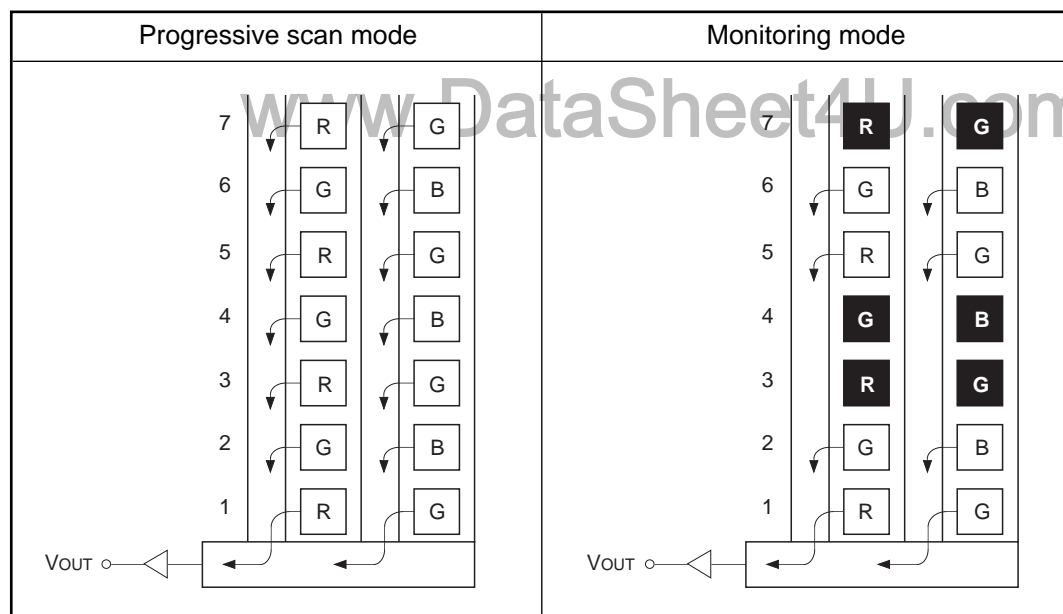 Progressive scan mode Monitoring mode
www.DataSheet4U.com
7 R G 7 R G
6 G B 6 G B
5 R G 5 R G
4 G B 4 G B
3 R G 3 R G
2 G B 2 G B
1 R G 1 R G
VOUT VOUT